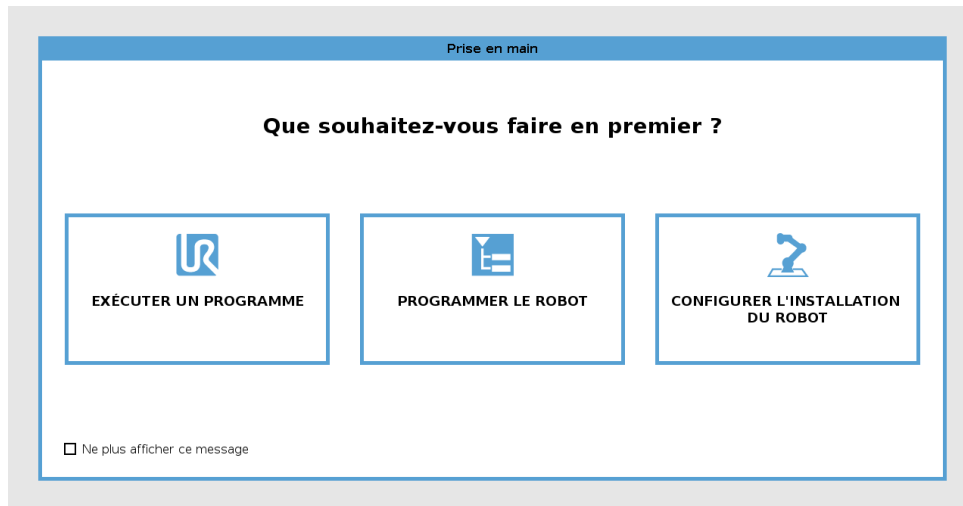 Prise en main
Que souhaitez-vous faire en premier ?
UR
EXÉCUTER UN PROGRAMME
PROGRAMMER LE ROBOT
CONFIGURER L'INSTALLATION
DU ROBOT
Ne plus afficher ce message